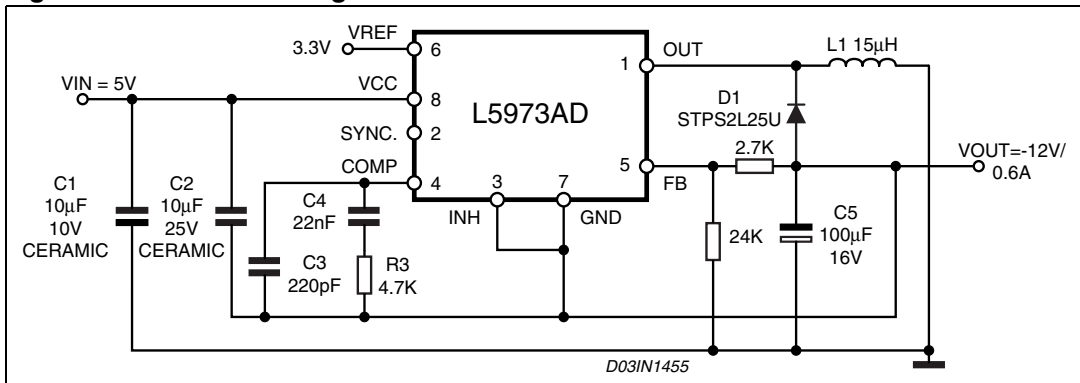 VREF
3.3V
6
1
OUT
L1 15μH
VIN = 5V
VCC
8
L5973AD
D1
STPS2L25U
SYNC.
2
2.7K
COMP
4
5
FB
VOUT=-12V/
0.6A
3
7
INH
GND
C1
10μF
10V
CERAMIC
C2
10μF
25V
CERAMIC
C4
22nF
C3
220pF
R3
4.7K
24K
C5
100μF
16V
D03IN1455